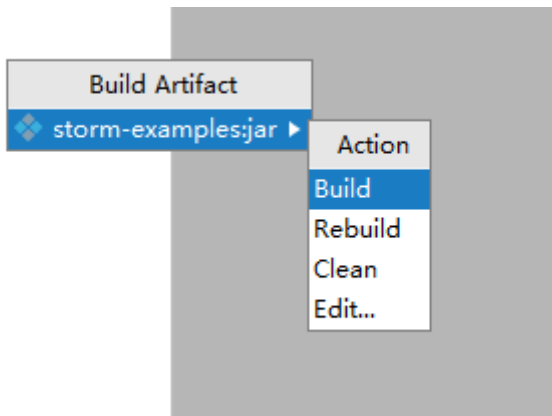 Build Artifact
storm-examples:jar
Action
Build
Rebuild
Clean
Edit...